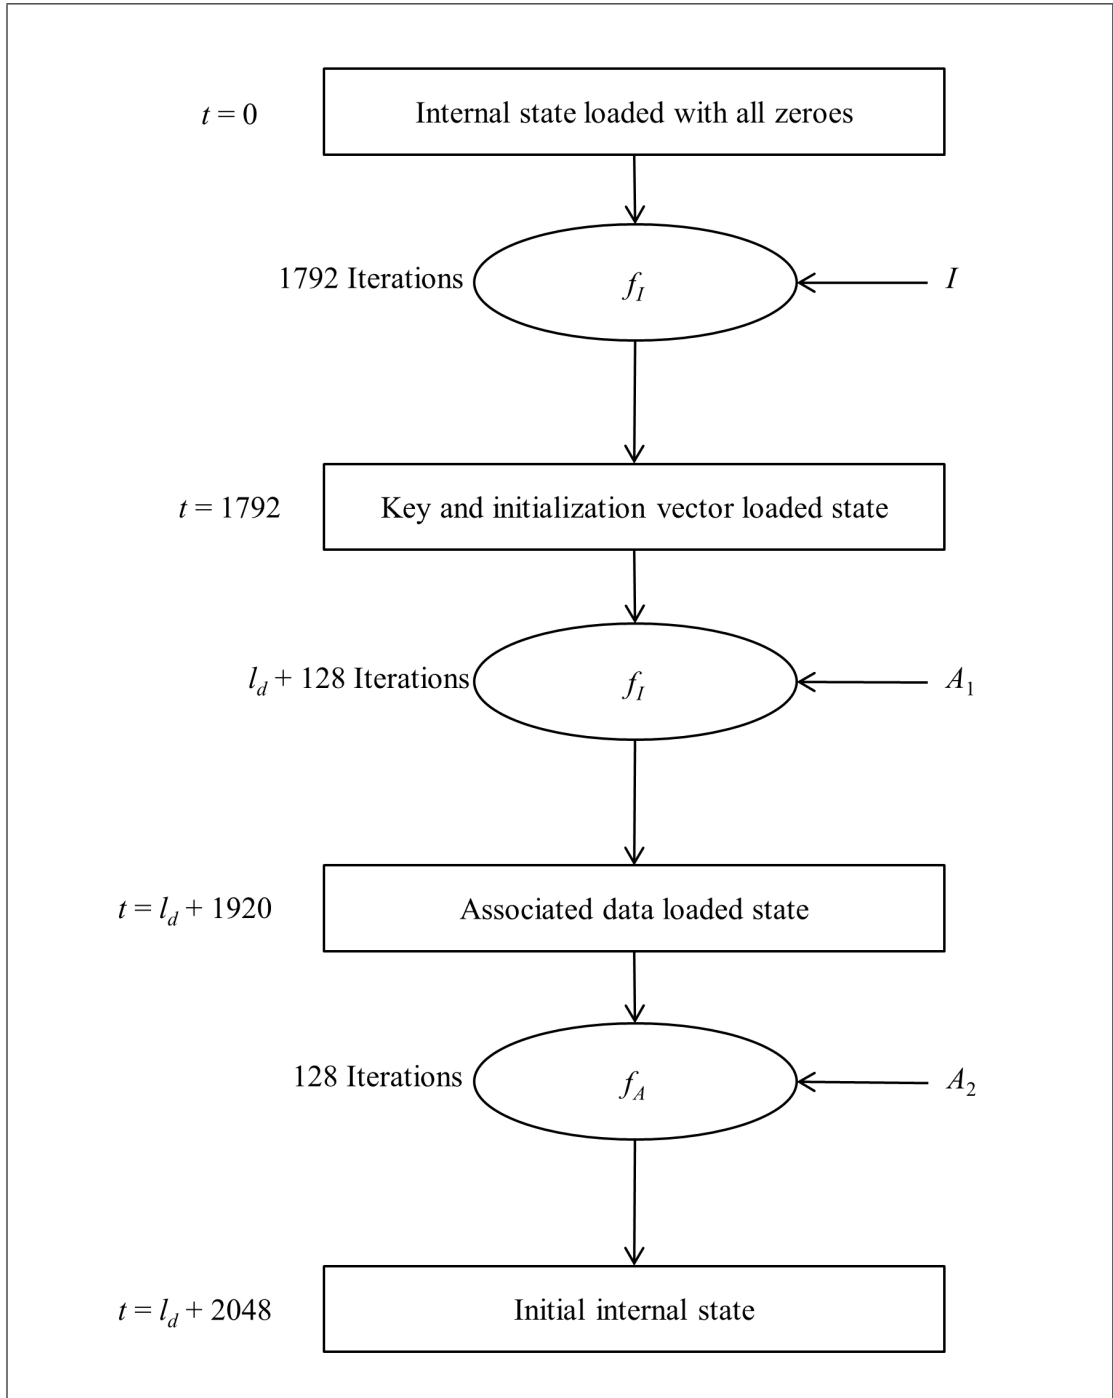 t = 0 Internal state loaded with all zeroes
1792 Iterations f_I I
t = 1792 Key and initialization vector loaded state
l_d + 128 Iterations f_I A_1
t = l_d + 1920 Associated data loaded state
128 Iterations f_A A_2
t = l_d + 2048 Initial internal state